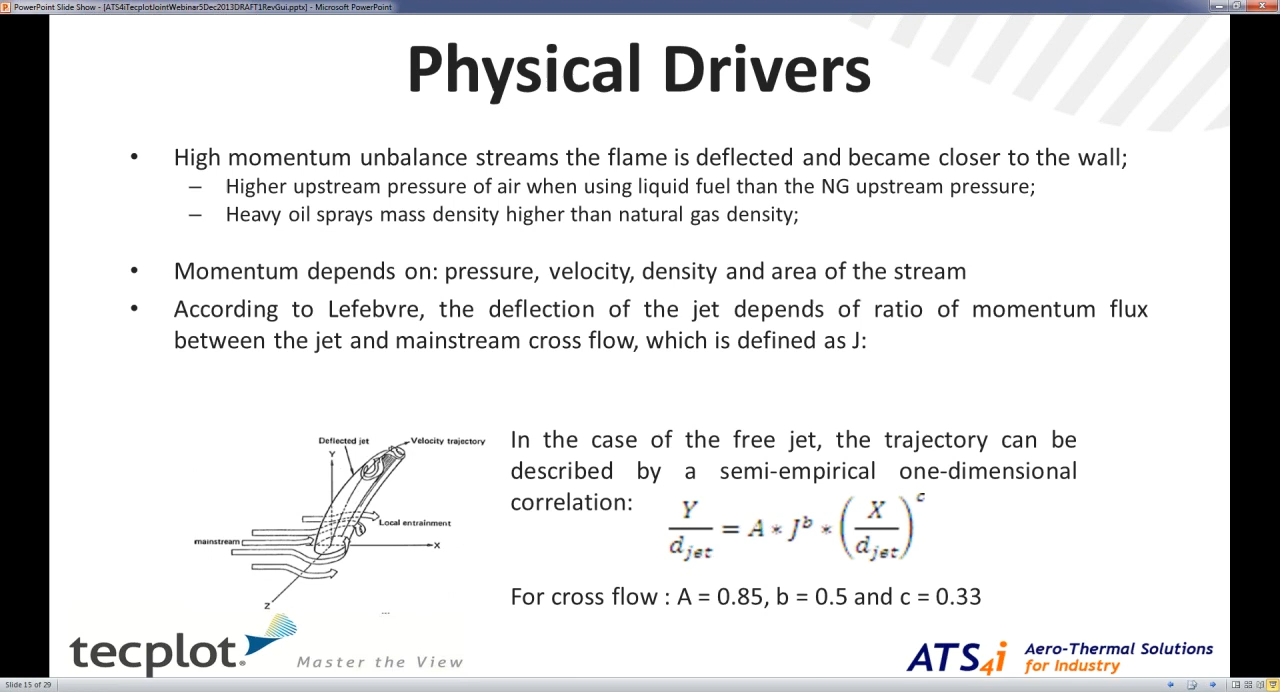 PowerPoint Slide Show - [ATS4iTecplotJointWebinar5Dec2013DRAFT1RevGui.pptx] - Microsoft PowerPoint
Physical Drivers
• High momentum unbalance streams the flame is deflected and became closer to the wall;
– Higher upstream pressure of air when using liquid fuel than the NG upstream pressure;
– Heavy oil sprays mass density higher than natural gas density;
• Momentum depends on: pressure, velocity, density and area of the stream
• According to Lefebvre, the deflection of the jet depends of ratio of momentum flux
between the jet and mainstream cross flow, which is defined as J:
Deflected jet
Velocity trajectory
Y
Local entrainment
mainstream
X
Z
In the case of the free jet, the trajectory can be
described by a semi-empirical one-dimensional
correlation:
Y/d_jet = A * J^b * (X/d_jet)^c
For cross flow : A = 0.85, b = 0.5 and c = 0.33
...
tecplot®
Master the View
ATS4i
Aero-Thermal Solutions
for Industry
Slide 15 of 29